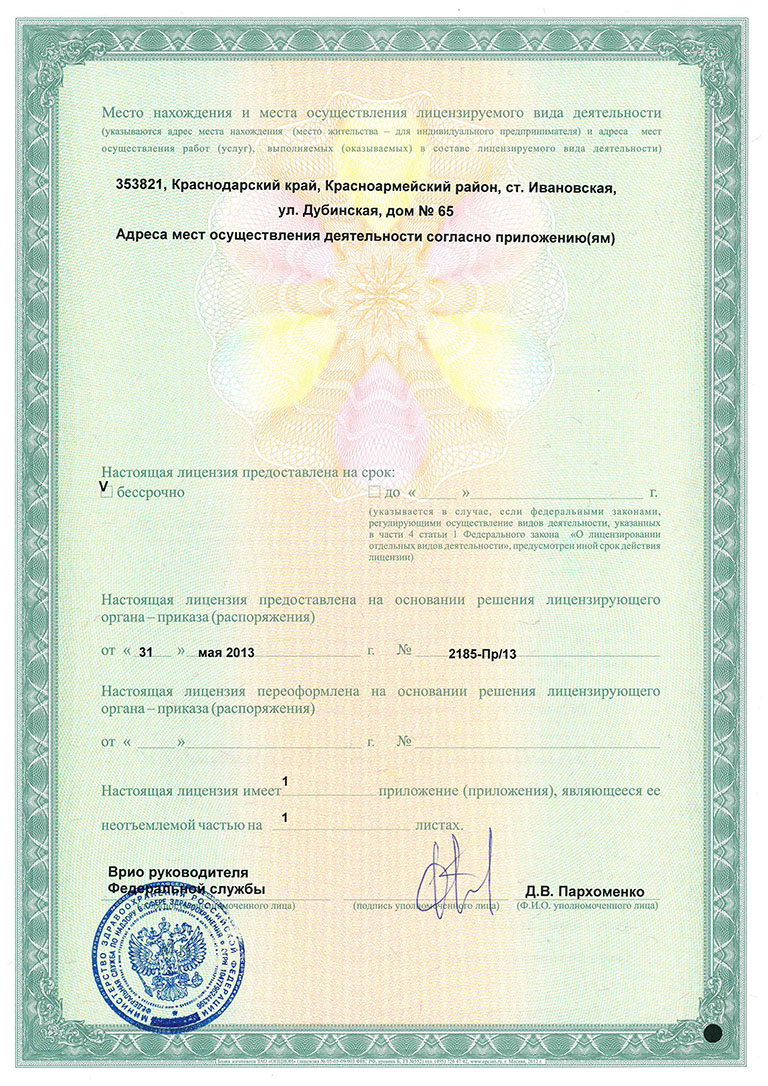 Место нахождения и места осуществления лицензируемого вида деятельности
(указываются адрес места нахождения (место жительства – для индивидуального предпринимателя) и адреса мест
осуществления работ (услуг), выполняемых (оказываемых) в составе лицензируемого вида деятельности)
353821, Краснодарский край, Красноармейский район, ст. Ивановская,
ул. Дубинская, дом № 65
Адреса мест осуществления деятельности согласно приложению(ям)
Настоящая лицензия предоставлена на срок:
V бессрочно
до « » г.
(указывается в случае, если федеральными законами,
регулирующими осуществление видов деятельности, указанных
в части 4 статьи 1 Федерального закона «О лицензировании
отдельных видов деятельности», предусмотрен иной срок действия
лицензии)
Настоящая лицензия предоставлена на основании решения лицензирующего
органа – приказа (распоряжения)
от « 31 » мая 2013 г. № 2185-Пр/13
Настоящая лицензия переоформлена на основании решения лицензирующего
органа – приказа (распоряжения)
от « » г. №
Настоящая лицензия имеет 1 приложение (приложения), являющееся ее
неотъемлемой частью на 1 листах.
Врио руководителя
Федеральной службы
Д.В. Пархоменко
уполномоченного лица)
(подпись уполномоченного лица)
(Ф.И.О. уполномоченного лица)
МИНИСТЕРСТВО ЗДРАВООХРАНЕНИЯ РОССИЙСКОЙ ФЕДЕРАЦИИ
ФЕДЕРАЛЬНАЯ СЛУЖБА ПО НАДЗОРУ В СФЕРЕ ЗДРАВООХРАНЕНИЯ